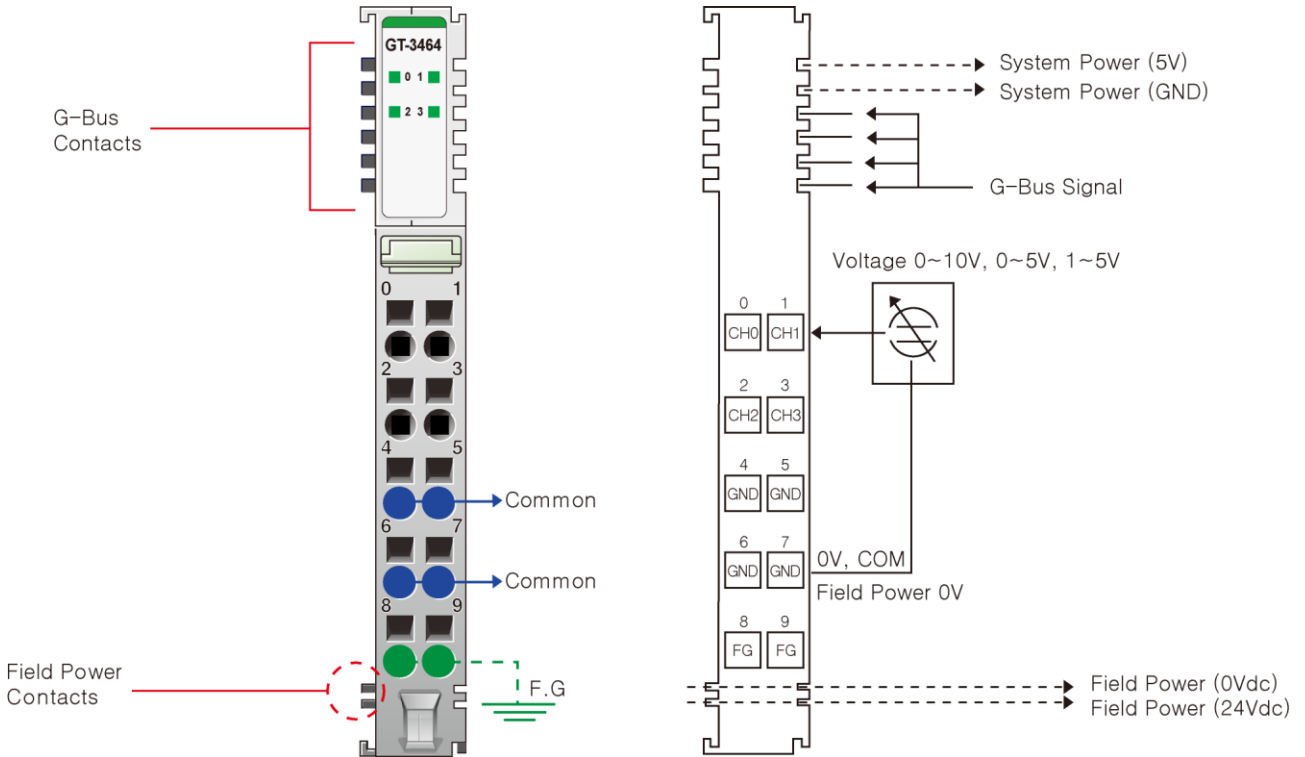 GT-3464
0 1
2 3
G-Bus
Contacts
0 1
2 3
4 5
Common
6 7
Common
8 9
Field Power
Contacts
F.G
System Power (5V)
System Power (GND)
G-Bus Signal
Voltage 0~10V, 0~5V, 1~5V
0 1
CH0 CH1
2 3
CH2 CH3
4 5
GND GND
6 7
GND GND
0V, COM
Field Power 0V
8 9
FG FG
Field Power (0Vdc)
Field Power (24Vdc)